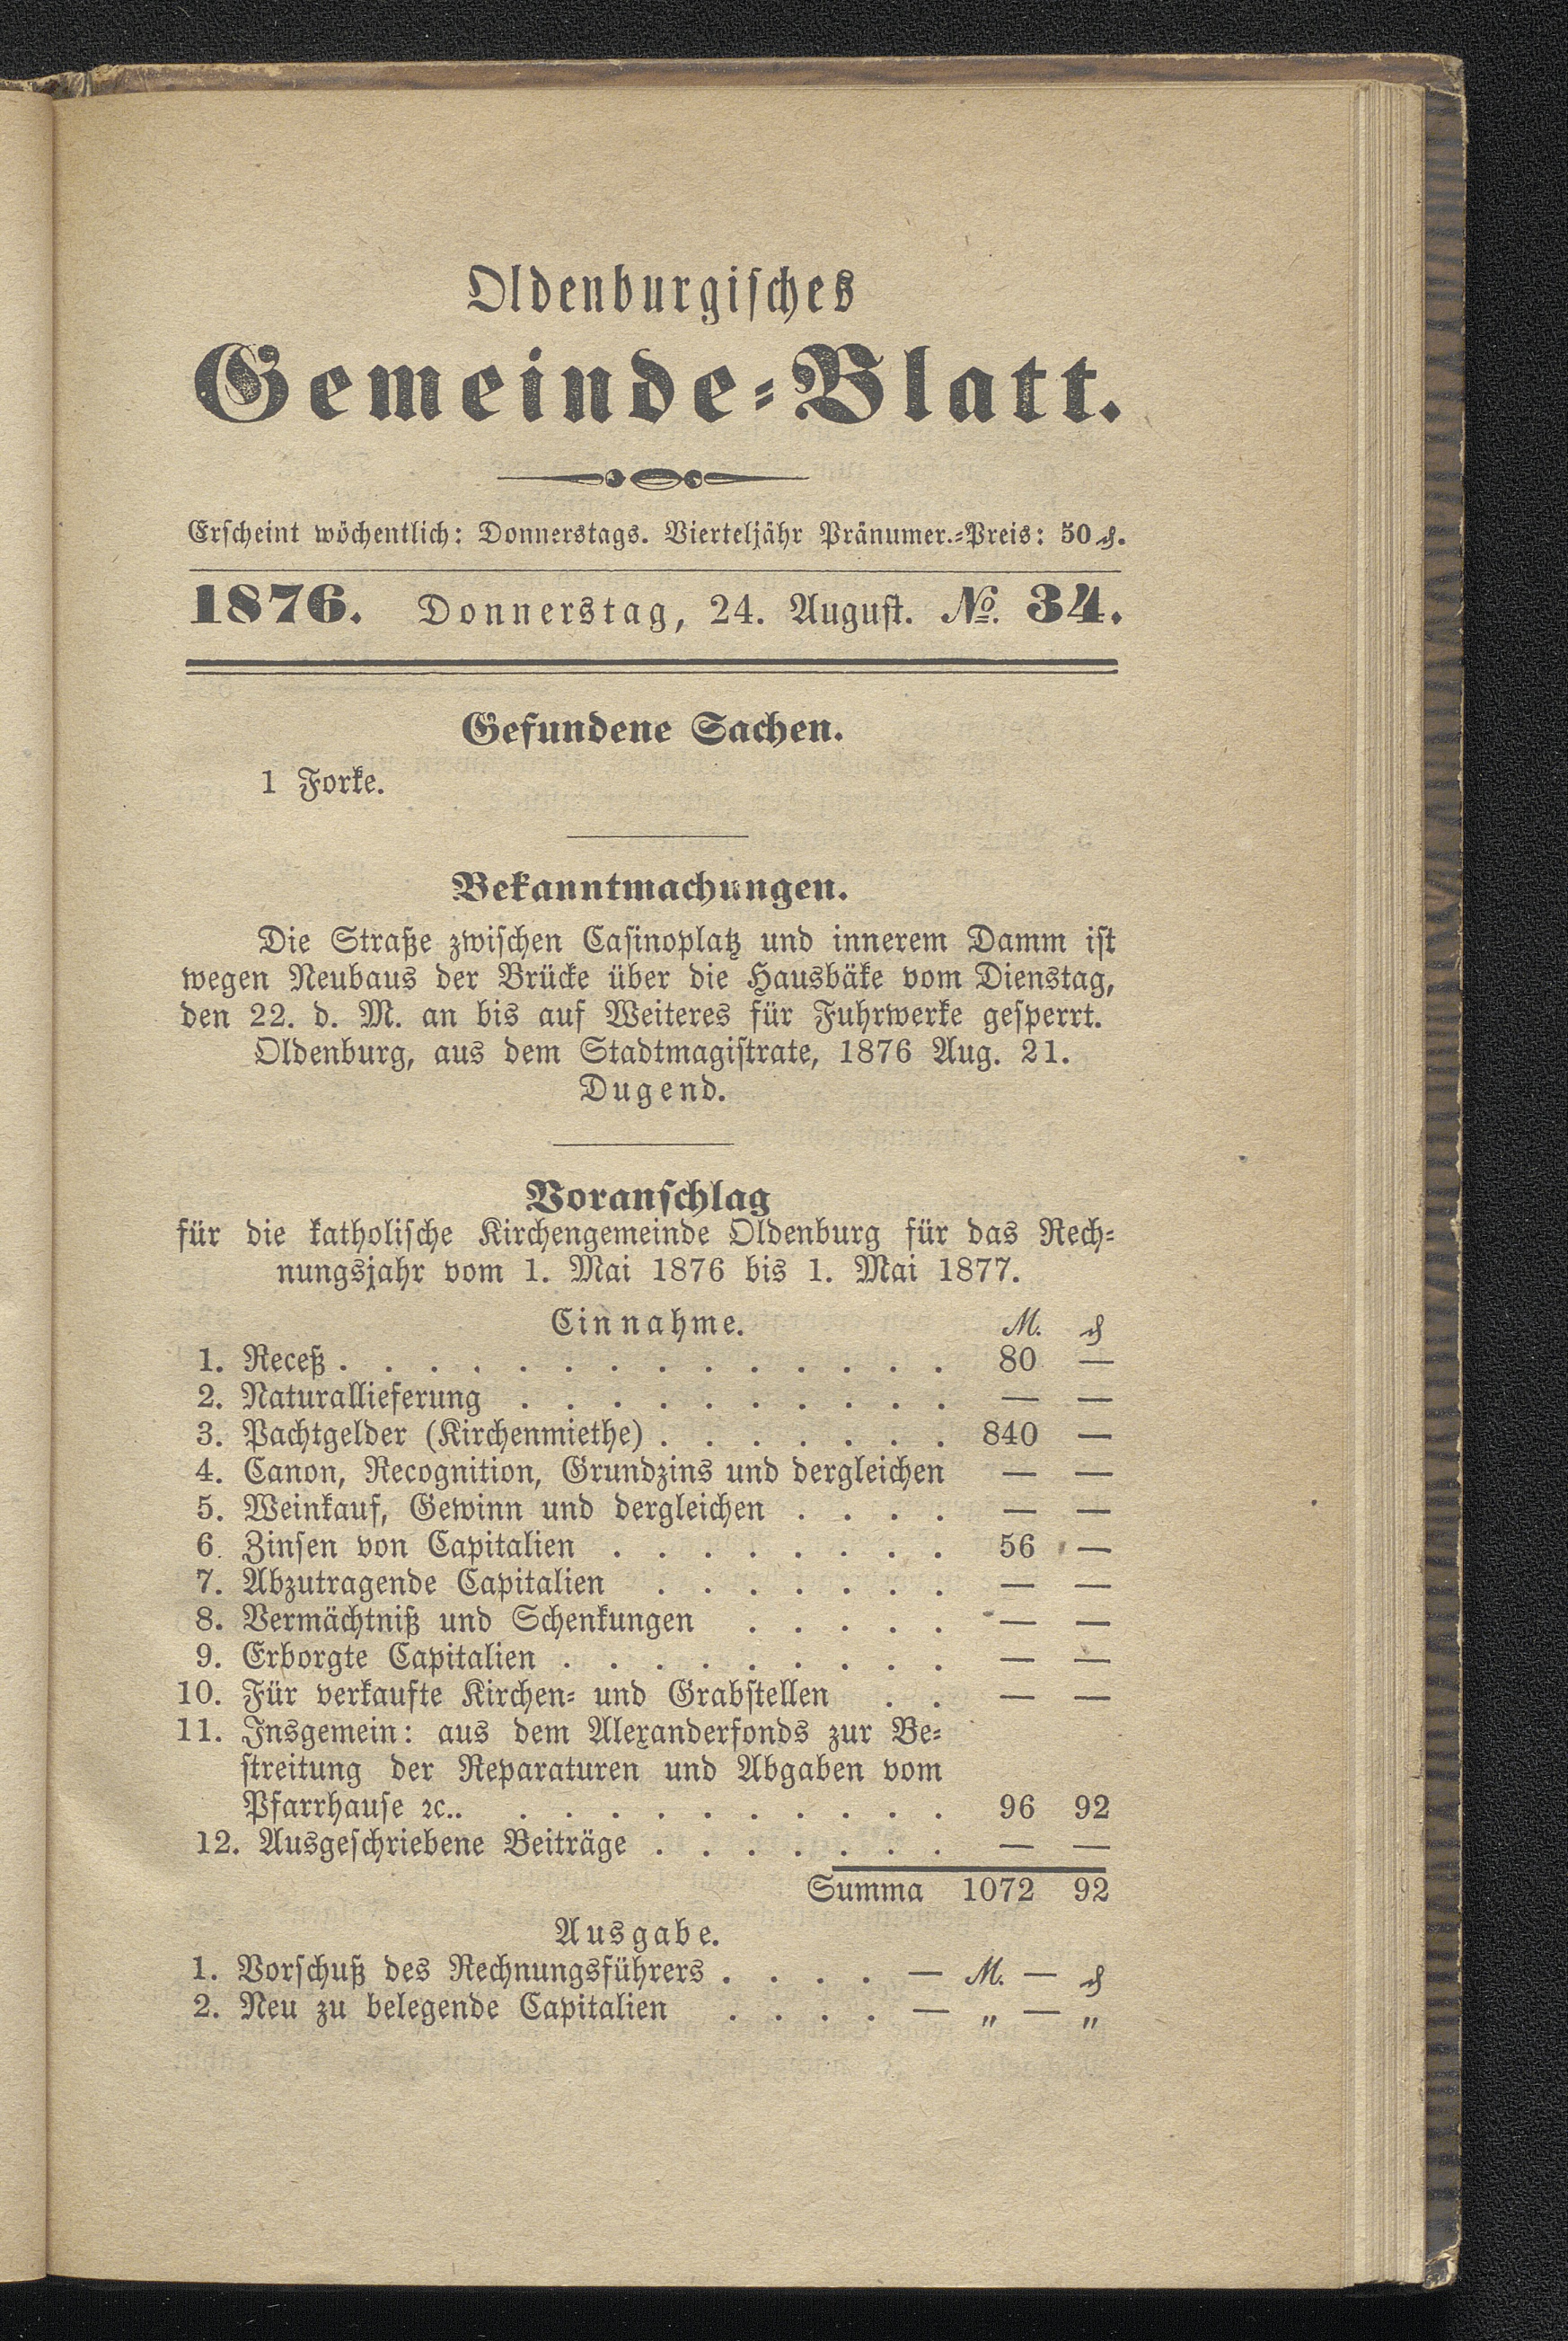 Oldenburgisches
Gemeinde-Blatt.
Erscheint wöchentlich: Donnerstags. Vierteljähr Pränumer.-Preis: 50 ₰.
1876. Donnerstag, 24. August. № 34.
Gefundene Sachen.
1 Forke.
Bekanntmachungen.
Die Straße zwischen Casinoplatz und innerem Damm ist
wegen Neubaus der Brücke über die Hausbäke vom Dienstag,
den 22. d. M. an bis auf Weiteres für Fuhrwerke gesperrt.
Oldenburg, aus dem Stadtmagistrate, 1876 Aug. 21.
Dugend.
Voranschlag
für die katholische Kirchengemeinde Oldenburg für das Rech-
nungsjahr vom 1. Mai 1876 bis 1. Mai 1877.
Einnahme. M. ₰
1. Receß . . . . . . . . . . . . . . 80 —
2. Naturallieferung . . . . . . . . . . — —
3. Pachtgelder (Kirchenmiethe) . . . . . . . 840 —
4. Canon, Recognition, Grundzins und dergleichen — —
5. Weinkauf, Gewinn und dergleichen . . . . — —
6. Zinsen von Capitalien . . . . . . . . 56 —
7. Abzutragende Capitalien . . . . . . . — —
8. Vermächtniß und Schenkungen . . . . . — —
9. Erborgte Capitalien . . . . . . . . . — —
10. Für verkaufte Kirchen- und Grabstellen . . — —
11. Insgemein: aus dem Alexanderfonds zur Be-
streitung der Reparaturen und Abgaben vom
Pfarrhause ꝛc.. . . . . . . . . . . 96 92
12. Ausgeschriebene Beiträge . . . . . . . — —
Summa 1072 92
Ausgabe.
1. Vorschuß des Rechnungsführers . . . . — M. — ₰
2. Neu zu belegende Capitalien . . . . — „ — „